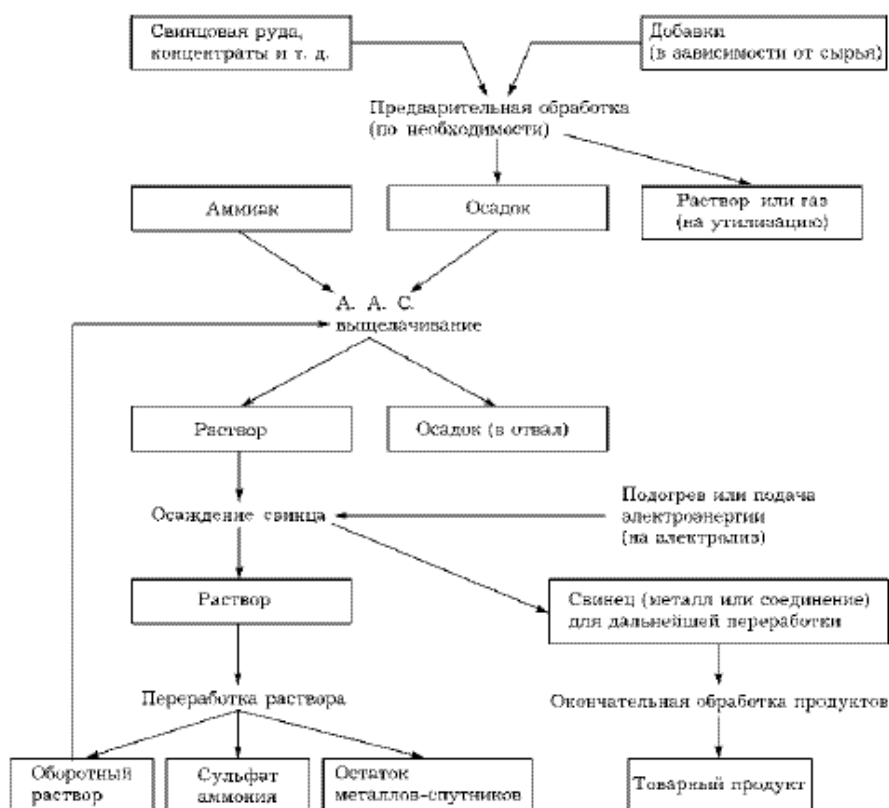 Свинцовая руда,
концентраты и т. д.
Добавки
(в зависимости от сырья)
Предварительная обработка
(по необходимости)
Аммиак
Осадок
Раствор или газ
(на утилизацию)
А. А. С.
выщелачивание
Раствор
Осадок (в отвал)
Осаждение свинца
Подогрев или подача
электроэнергии
(на электролиз)
Раствор
Свинец (металл или соединение)
для дальнейшей переработки
Переработка раствора
Окончательная обработка продуктов
Оборотный
раствор
Сульфат
аммония
Остаток
металлов-спутников
Товарный продукт